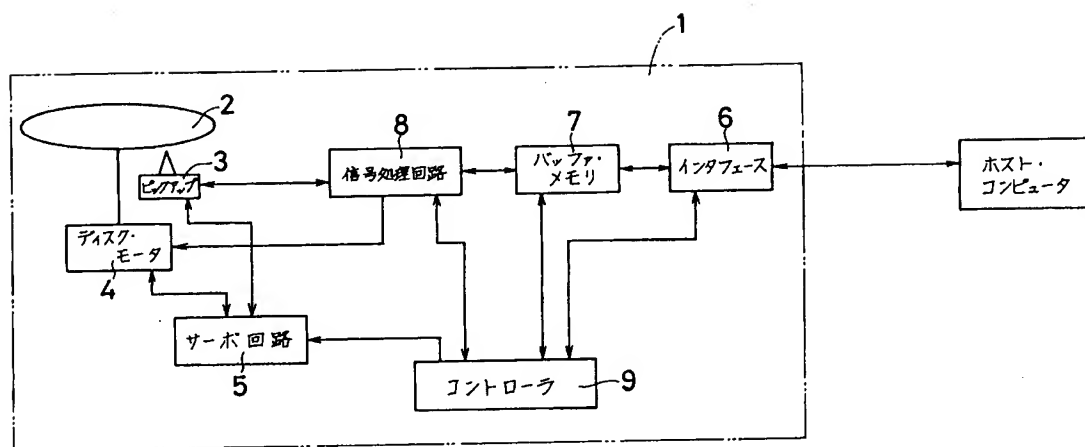 1
2
3
ピックアップ
ディスク・
モータ
4
サーボ回路
5
8
信号処理回路
7
バッファ・
メモリ
6
インタフェース
コントローラ
9
ホスト・
コンピュータ